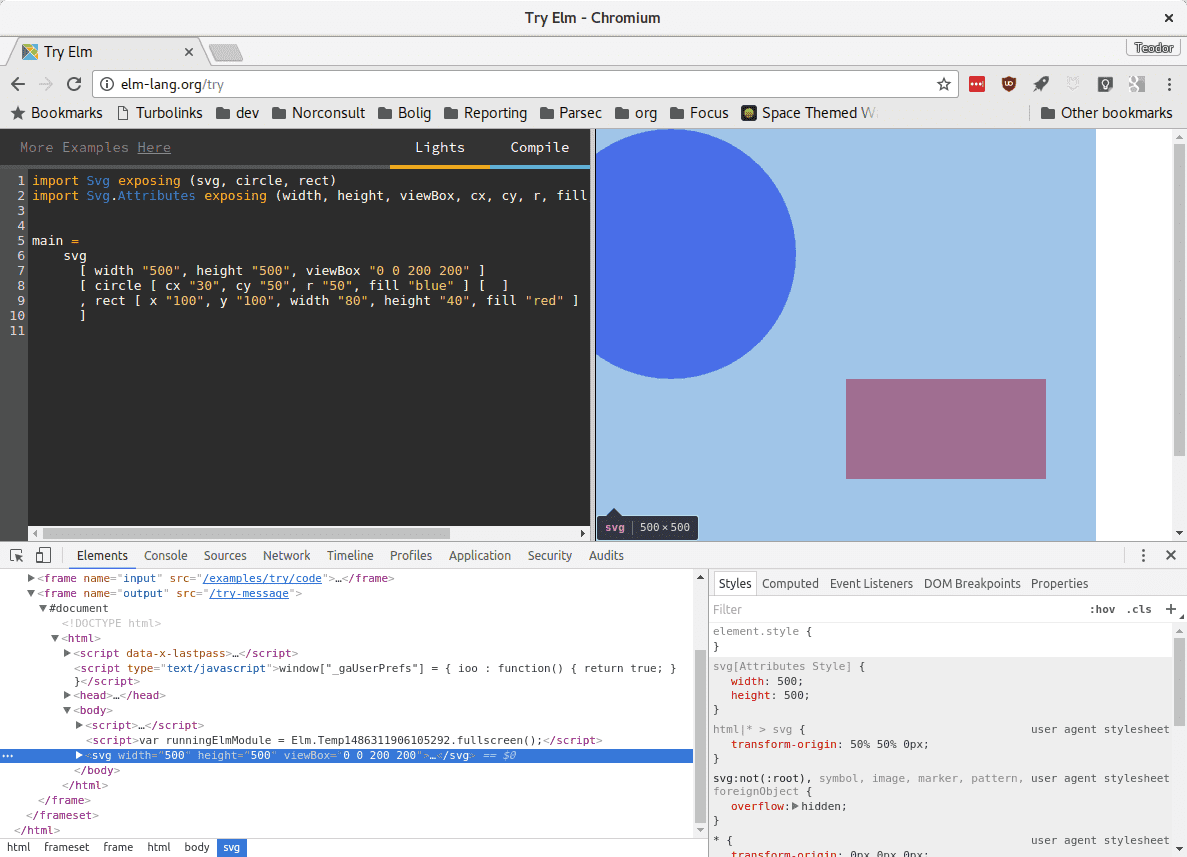 Try Elm - Chromium
Try Elm
Teodor
elm-lang.org/try
Bookmarks Turbolinks dev Norconsult Bolig Reporting Parsec org Focus Space Themed W Other bookmarks
More Examples Here Lights Compile
1 import Svg exposing (svg, circle, rect)
2 import Svg.Attributes exposing (width, height, viewBox, cx, cy, r, fill
3
4
5 main =
6 svg
7 [ width "500", height "500", viewBox "0 0 200 200" ]
8 [ circle [ cx "30", cy "50", r "50", fill "blue" ] [  ]
9 , rect [ x "100", y "100", width "80", height "40", fill "red" ]
10 ]
11
svg 500 × 500
Elements Console Sources Network Timeline Profiles Application Security Audits
<frame name="input" src="/examples/try/code">…</frame>
<frame name="output" src="/try-message">
#document
<!DOCTYPE html>
<html>
<script data-x-lastpass>…</script>
<script type="text/javascript">window["_gaUserPrefs"] = { ioo : function() { return true; }
}</script>
<head>…</head>
<body>
<script>…</script>
<script>var runningElmModule = Elm.Temp1486311906105292.fullscreen();</script>
<svg width="500" height="500" viewBox="0 0 200 200">…</svg> == $0
</body>
</html>
</frame>
</frameset>
</html>
html frameset frame html body svg
Styles Computed Event Listeners DOM Breakpoints Properties
Filter :hov .cls +
element.style {
}
svg[Attributes Style] {
width: 500;
height: 500;
}
html|* > svg { user agent stylesheet
transform-origin: 50% 50% 0px;
}
svg:not(:root), symbol, image, marker, pattern, user agent stylesheet
foreignObject {
overflow: hidden;
}
* { user agent stylesheet
transform-origin: 0px 0px 0px;